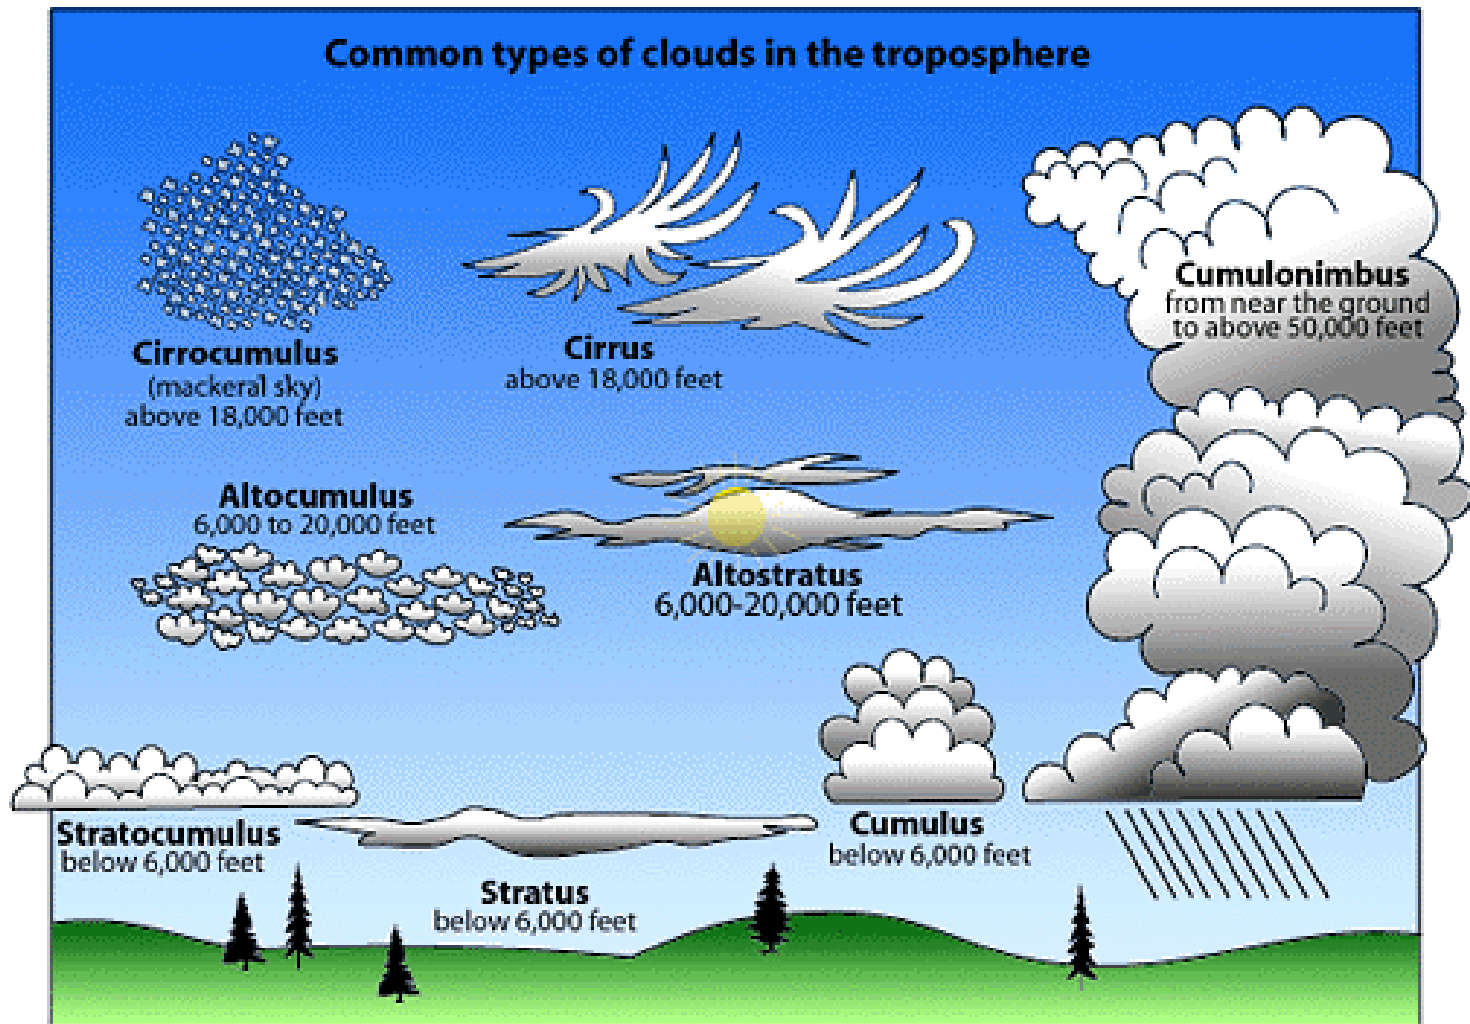 Common types of clouds in the troposphere
Cirrocumulus
(mackeral sky)
above 18,000 feet
Cirrus
above 18,000 feet
Cumulonimbus
from near the ground
to above 50,000 feet
Altocumulus
6,000 to 20,000 feet
Altostratus
6,000-20,000 feet
Stratocumulus
below 6,000 feet
Stratus
below 6,000 feet
Cumulus
below 6,000 feet